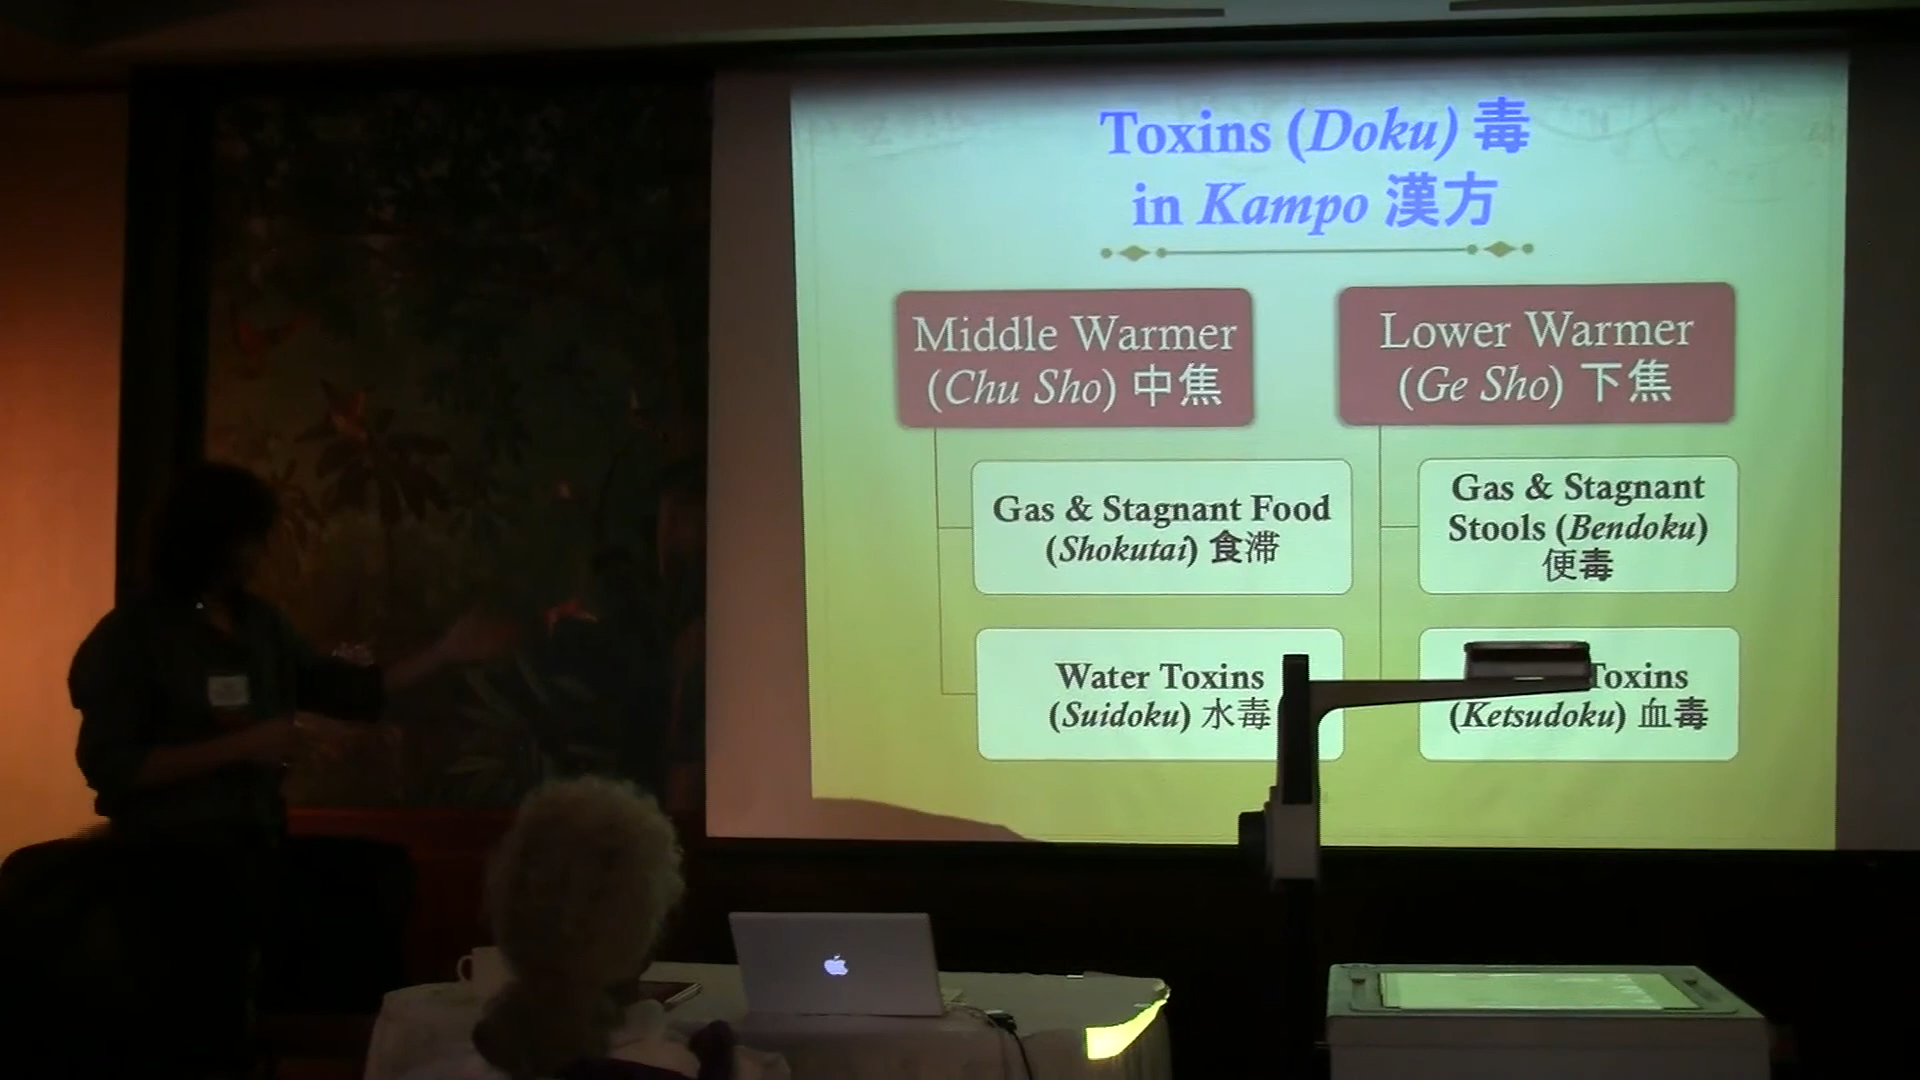 Toxins (Doku) 毒
in Kampo 漢方
Middle Warmer
(Chu Sho) 中焦
Gas & Stagnant Food
(Shokutai) 食滞
Water Toxins
(Suidoku) 水毒
Lower Warmer
(Ge Sho) 下焦
Gas & Stagnant
Stools (Bendoku)
便毒
Toxins
(Ketsudoku) 血毒